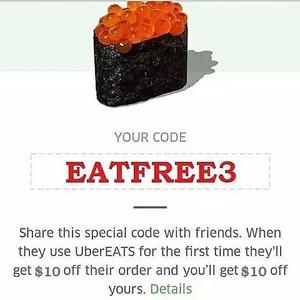 YOUR CODE
EATFREE3
Share this special code with friends. When
they use UberEATS for the first time they'll
get $10 off their order and you'll get $10 off
yours. Details